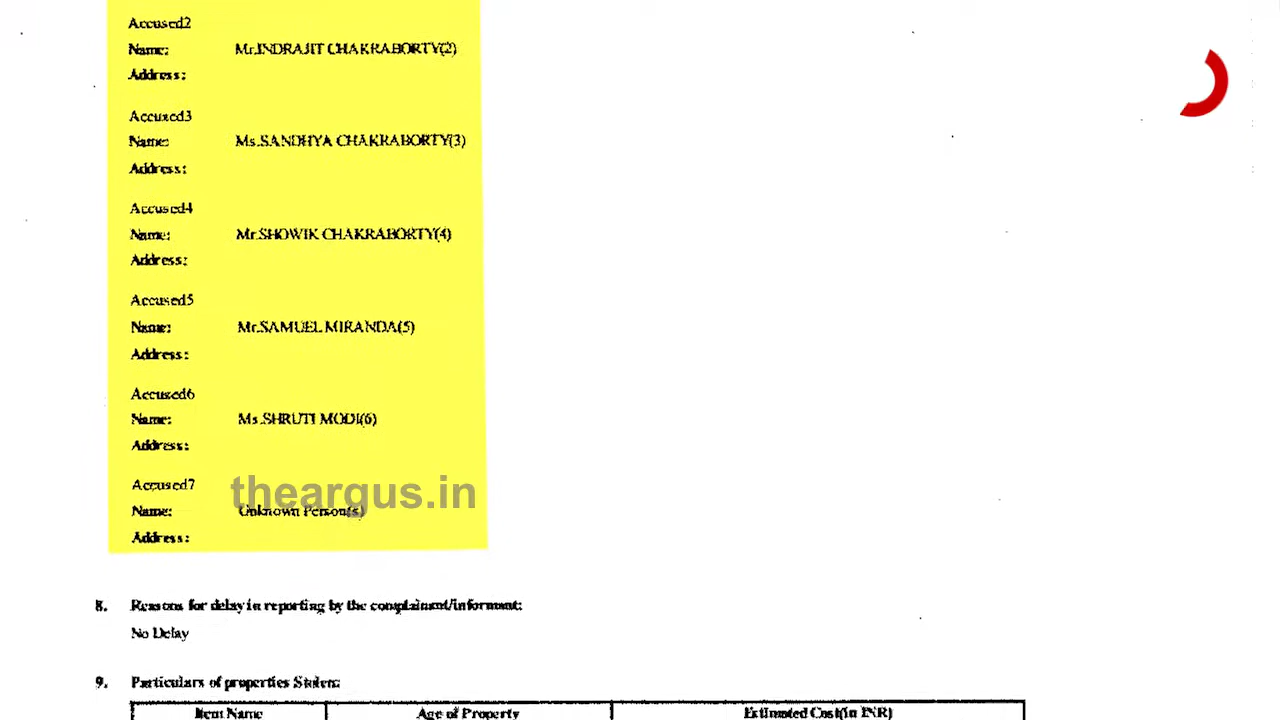 Accused2
Name: Mr.INDRAJIT CHAKRABORTY(2)
Address:
Accused3
Name: Ms.SANDHYA CHAKRABORTY(3)
Address:
Accused4
Name: Mr.SHOWIK CHAKRABORTY(4)
Address:
Accused5
Name: Mr.SAMUEL MIRANDA(5)
Address:
Accused6
Name: Ms.SHRUTI MODI(6)
Address:
Accused7
theargus.in
Name: Unknown Person(s)
Address:
8. Reasons for delay in reporting by the complainant/informant:
No Delay
9. Particulars of properties Stolen:
Item Name Age of Property Estimated Cost(in INR)